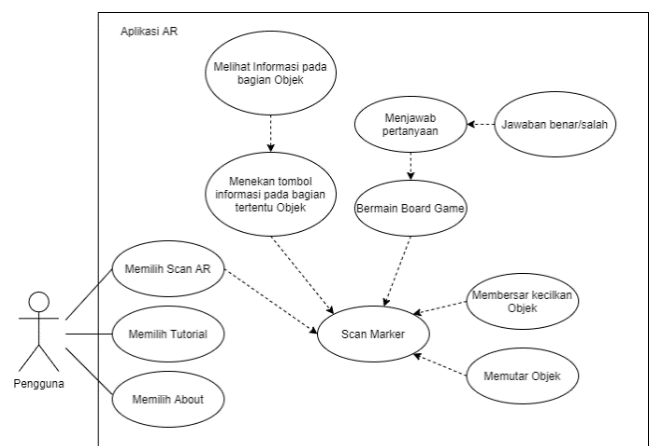 Aplikasi AR
Melihat Informasi pada
bagian Objek
Menjawab
pertanyaan
Jawaban benar/salah
Menekan tombol
informasi pada bagian
tertentu Objek
Bermain Board Game
Memilih Scan AR
Membersar kecilkan
Objek
Memilih Tutorial
Scan Marker
Pengguna
Memutar Objek
Memilih About